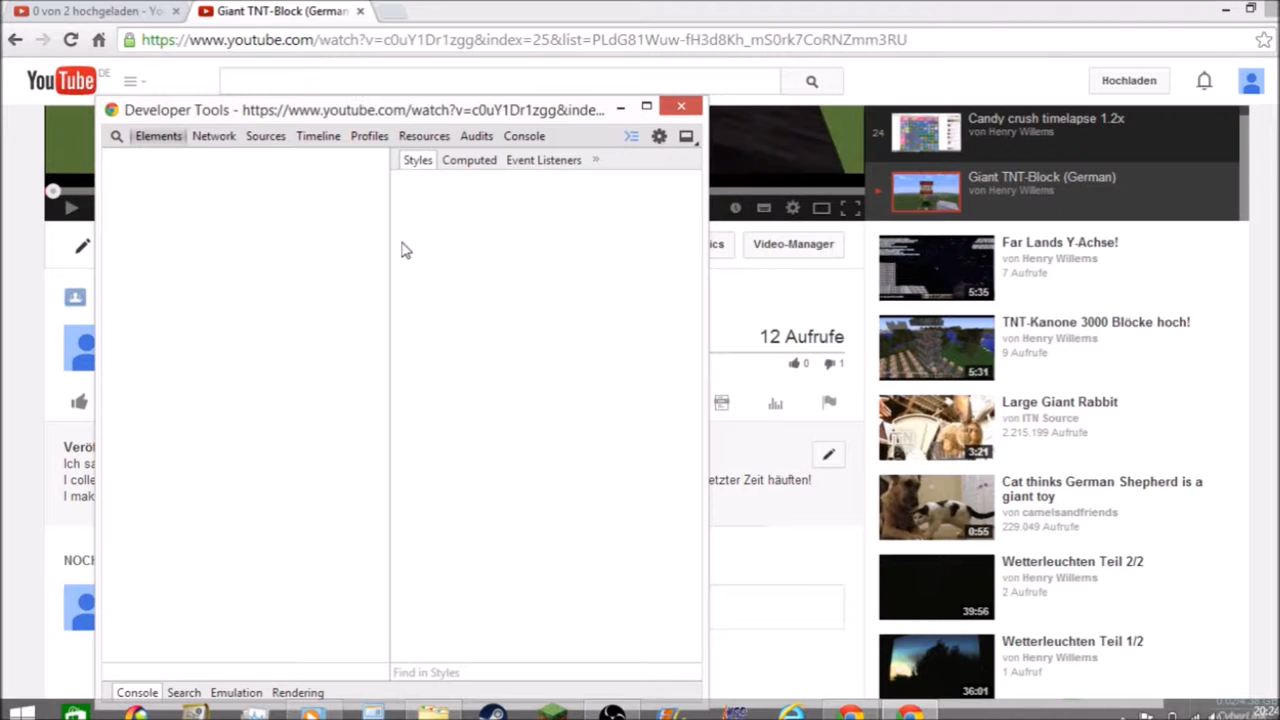 0 von 2 hochgeladen - Yo
Giant TNT-Block (German
https://www.youtube.com/watch?v=c0uY1Dr1zgg&index=25&list=PLdG81Wuw-fH3d8Kh_mS0rk7CoRNZmm3RU
YouTube DE
Hochladen
Developer Tools - https://www.youtube.com/watch?v=c0uY1Dr1zgg&inde...
Elements Network Sources Timeline Profiles Resources Audits Console
Styles Computed Event Listeners »
24
Candy crush timelapse 1.2x
von Henry Willems
Giant TNT-Block (German)
von Henry Willems
ics
Video-Manager
12 Aufrufe
0 1
Veröf
Ich sa
I colle
I mak
etzter Zeit häuften!
NOCH
Far Lands Y-Achse!
von Henry Willems
7 Aufrufe
5:35
TNT-Kanone 3000 Blöcke hoch!
von Henry Willems
9 Aufrufe
5:31
Large Giant Rabbit
von ITN Source
2.215.199 Aufrufe
3:21
Cat thinks German Shepherd is a
giant toy
von camelsandfriends
229.049 Aufrufe
0:55
Wetterleuchten Teil 2/2
von Henry Willems
2 Aufrufe
39:56
Wetterleuchten Teil 1/2
von Henry Willems
1 Aufruf
36:01
Find in Styles
Console Search Emulation Rendering
20:24